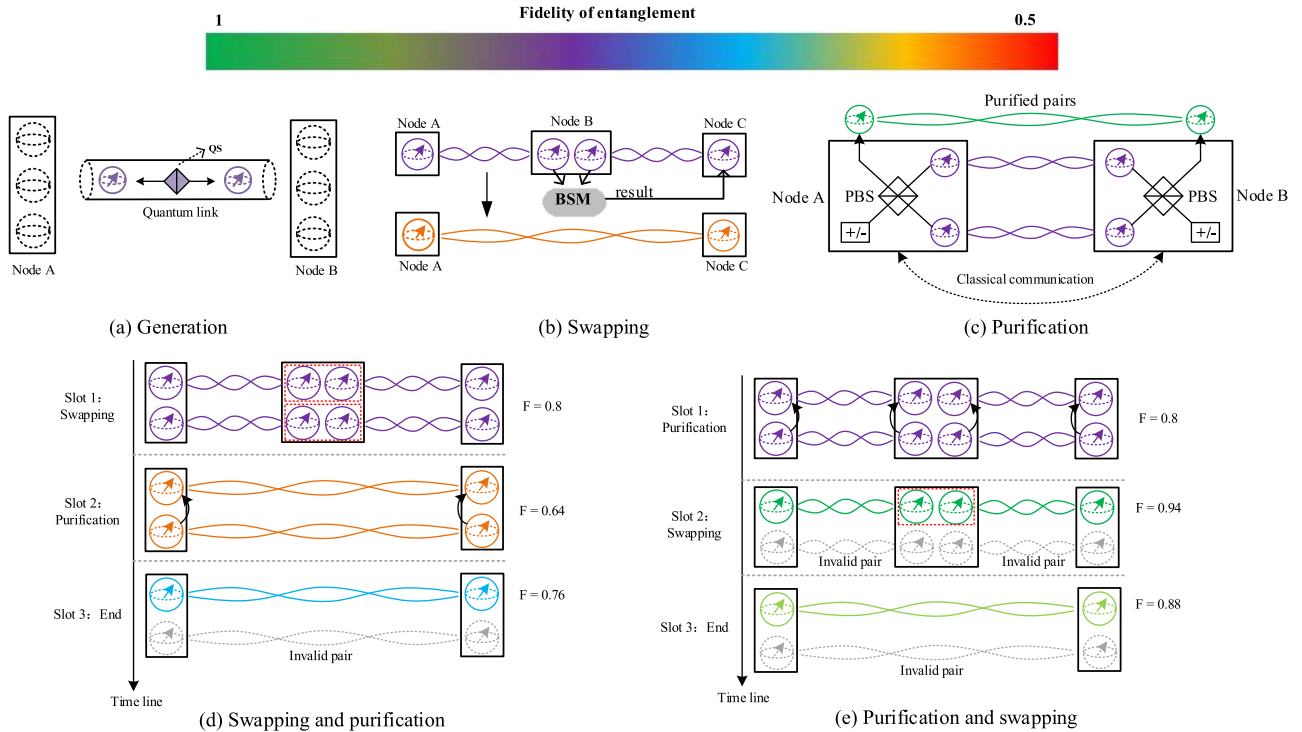 Fidelity of entanglement
1
0.5
QS
Quantum link
Node A
Node B
(a) Generation
Node A
Node B
Node C
BSM
result
Node A
Node C
(b) Swapping
Purified pairs
Node A
PBS
+/-
PBS
+/-
Node B
Classical communication
(c) Purification
Slot 1:
Swapping
F = 0.8
Slot 2:
Purification
F = 0.64
Slot 3: End
F = 0.76
Invalid pair
Time line
(d) Swapping and purification
Slot 1:
Purification
F = 0.8
Slot 2:
Swapping
F = 0.94
Invalid pair
Invalid pair
Slot 3: End
F = 0.88
Invalid pair
Time line
(e) Purification and swapping